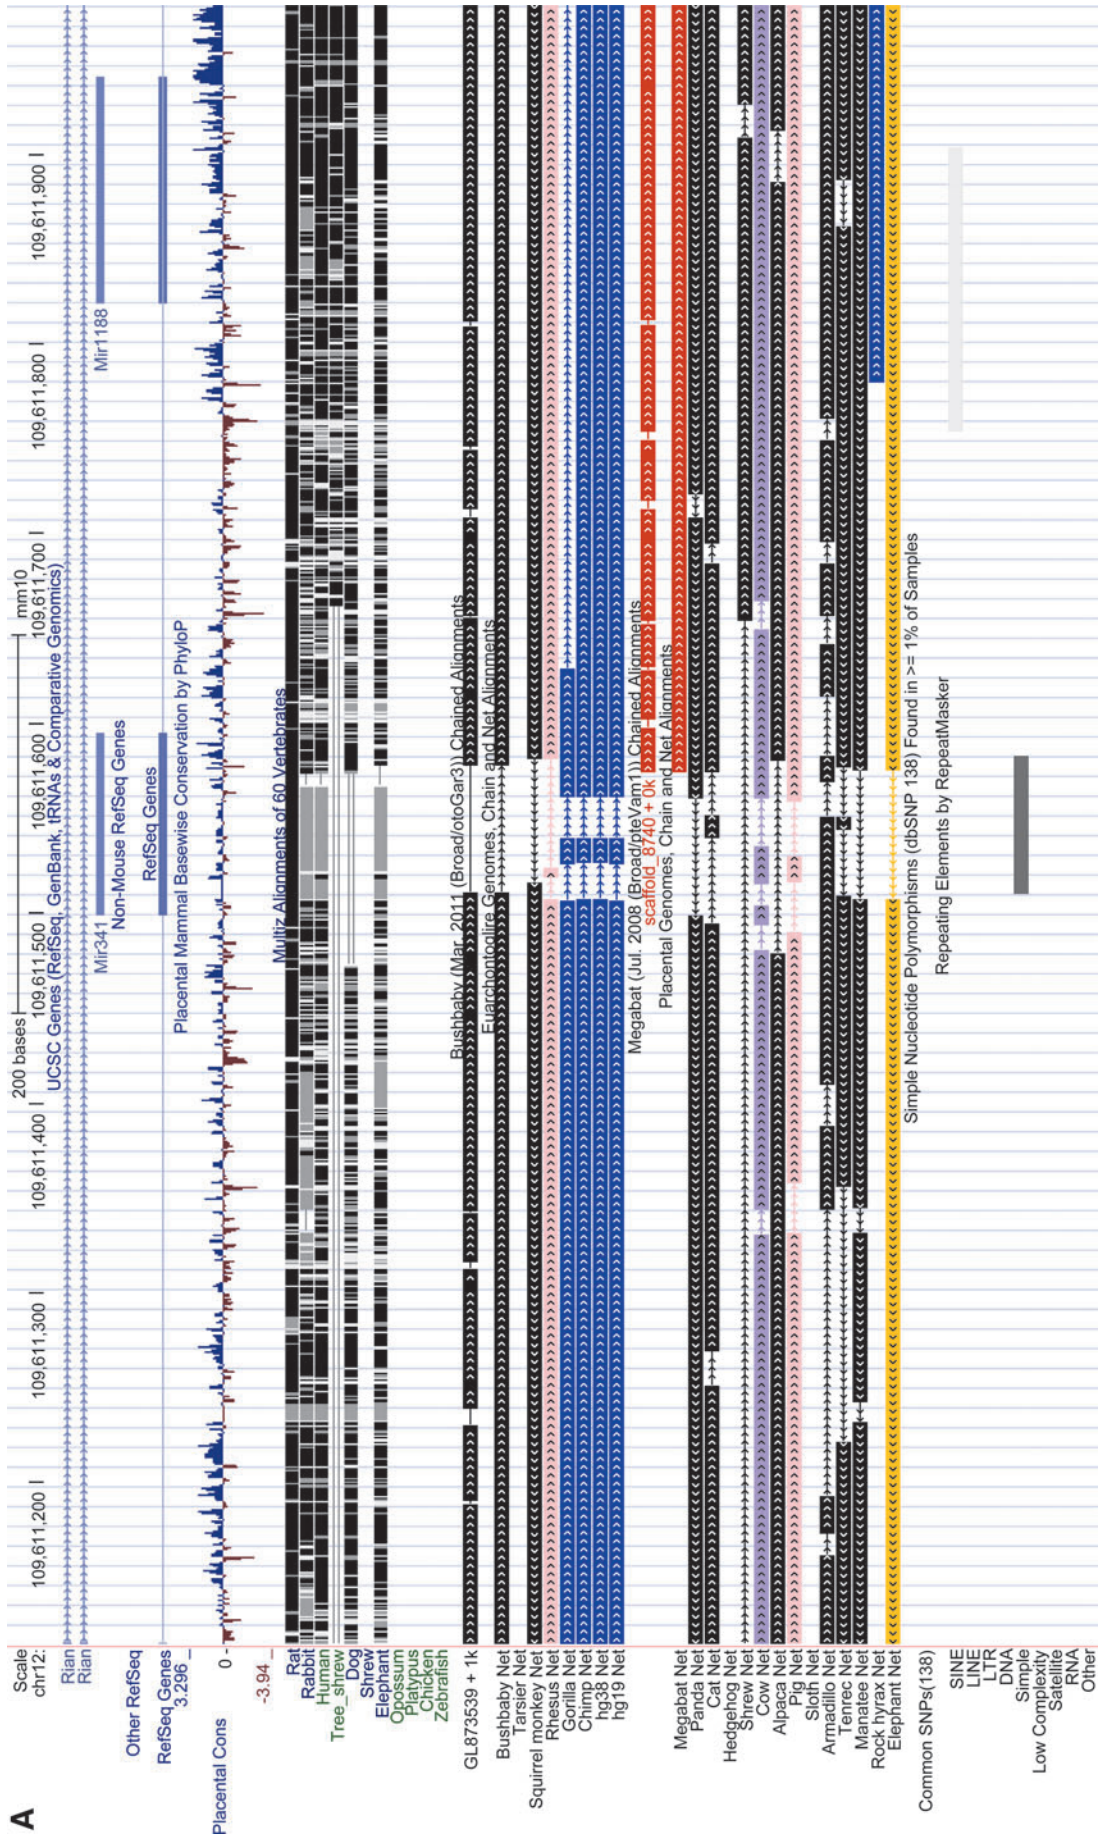 A
Scale
200 bases
mm10
chr12:
109,611,200 I
109,611,300 I
109,611,400 I
109,611,500 I
109,611,600 I
109,611,700 I
109,611,800 I
109,611,900 I
UCSC Genes (RefSeq, GenBank, tRNAs & Comparative Genomics)
Rian
Rian
Mir341
Mir1188
Non-Mouse RefSeq Genes
Other RefSeq
RefSeq Genes
RefSeq Genes
Placental Mammal Basewise Conservation by PhyloP
3.296 _
Placental Cons
0 -
-3.94 _
Multiz Alignments of 60 Vertebrates
Rat
Rabbit
Human
Tree_shrew
Dog
Shrew
Elephant
Opossum
Platypus
Chicken
Zebrafish
Bushbaby (Mar. 2011 (Broad/otoGar3)) Chained Alignments
GL873539 + 1k
Euarchontoglire Genomes, Chain and Net Alignments
Bushbaby Net
Tarsier Net
Squirrel monkey Net
Rhesus Net
Gorilla Net
Chimp Net
hg38 Net
hg19 Net
Megabat (Jul. 2008 (Broad/pteVam1)) Chained Alignments
scaffold_8740 + 0k
Placental Genomes, Chain and Net Alignments
Megabat Net
Panda Net
Cat Net
Hedgehog Net
Shrew Net
Cow Net
Alpaca Net
Pig Net
Sloth Net
Armadillo Net
Tenrec Net
Manatee Net
Rock hyrax Net
Elephant Net
Simple Nucleotide Polymorphisms (dbSNP 138) Found in >= 1% of Samples
Common SNPs(138)
Repeating Elements by RepeatMasker
SINE
LINE
LTR
DNA
Simple
Low Complexity
Satellite
RNA
Other